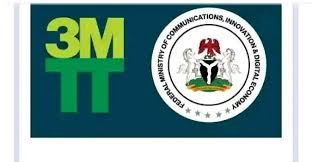 3M
TT
FEDERAL MINISTRY OF COMMUNICATIONS, INNOVATION & DIGITAL ECONOMY